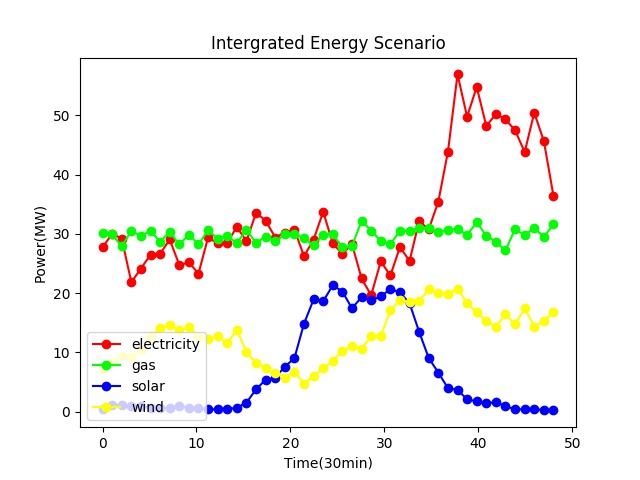 Intergrated Energy Scenario
Power(MW)
50
40
30
20
10
0
electricity
gas
solar
wind
0 10 20 30 40 50
Time(30min)